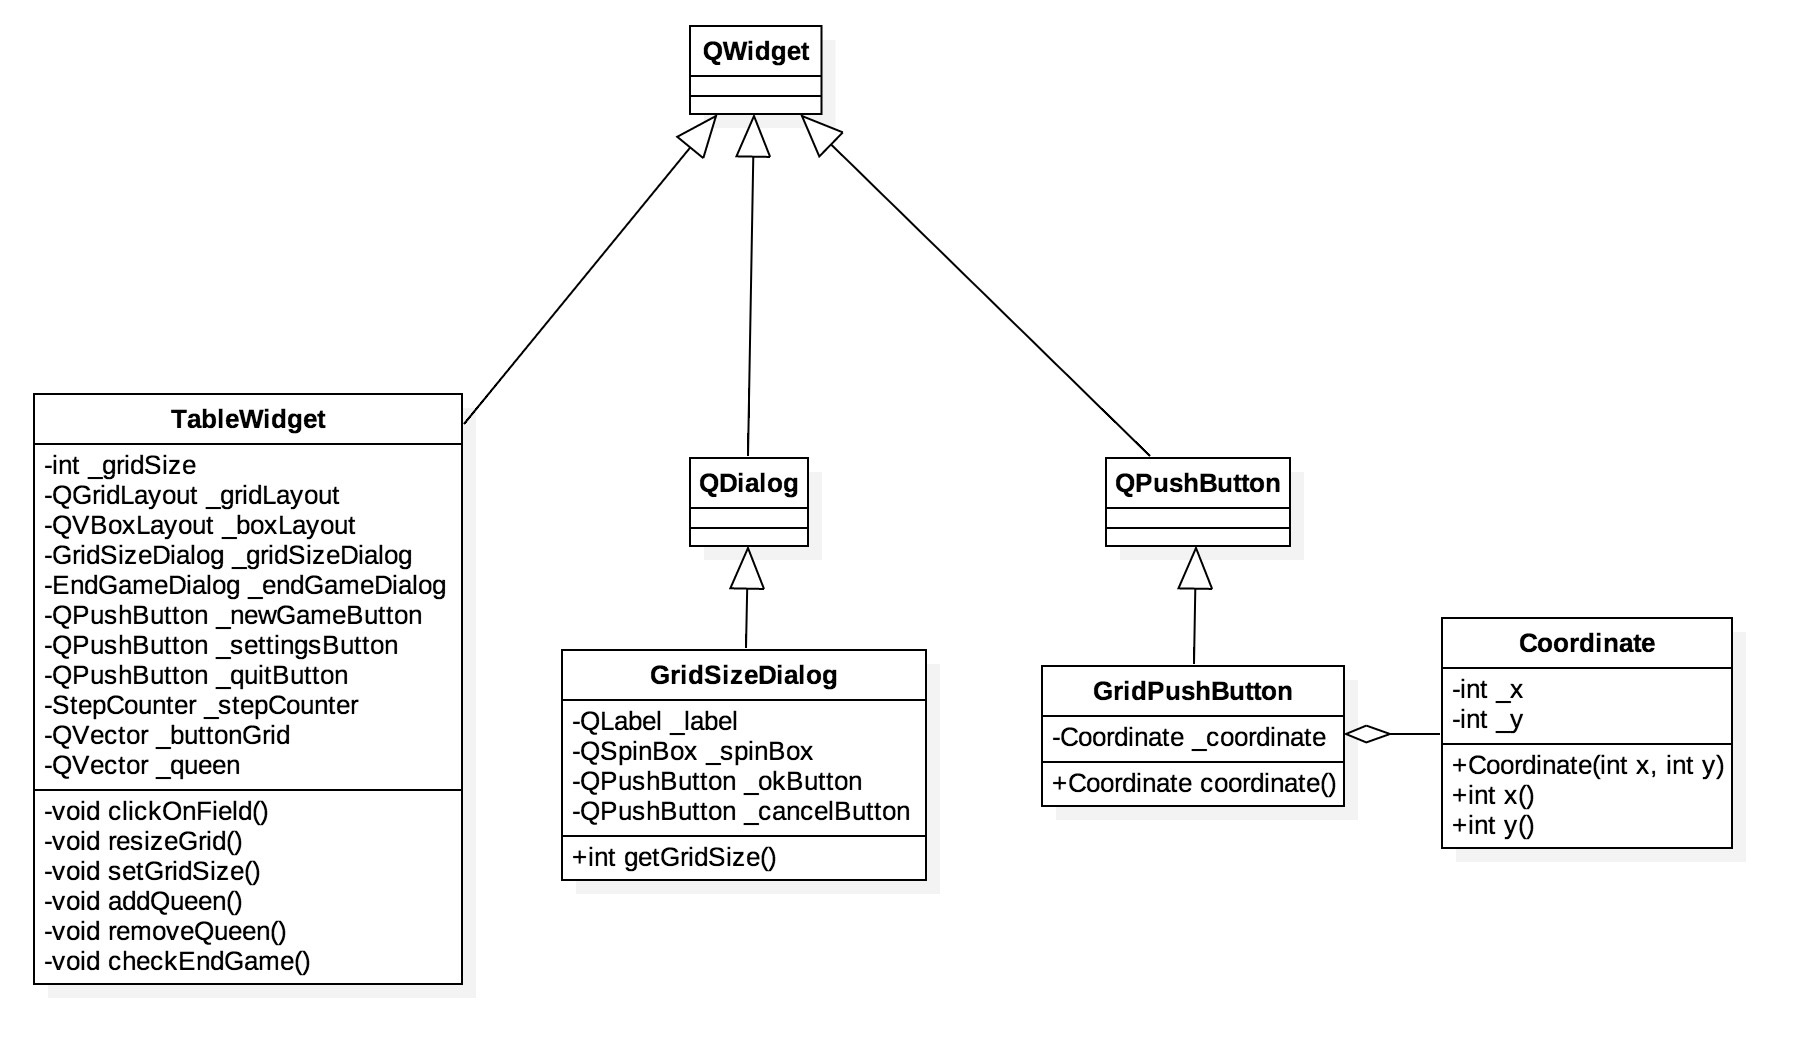 QWidget
TableWidget
-int _gridSize
-QGridLayout _gridLayout
-QVBoxLayout _boxLayout
-GridSizeDialog _gridSizeDialog
-EndGameDialog _endGameDialog
-QPushButton _newGameButton
-QPushButton _settingsButton
-QPushButton _quitButton
-StepCounter _stepCounter
-QVector _buttonGrid
-QVector _queen
-void clickOnField()
-void resizeGrid()
-void setGridSize()
-void addQueen()
-void removeQueen()
-void checkEndGame()
QDialog
GridSizeDialog
-QLabel _label
-QSpinBox _spinBox
-QPushButton _okButton
-QPushButton _cancelButton
+int getGridSize()
QPushButton
GridPushButton
-Coordinate _coordinate
+Coordinate coordinate()
Coordinate
-int _x
-int _y
+Coordinate(int x, int y)
+int x()
+int y()